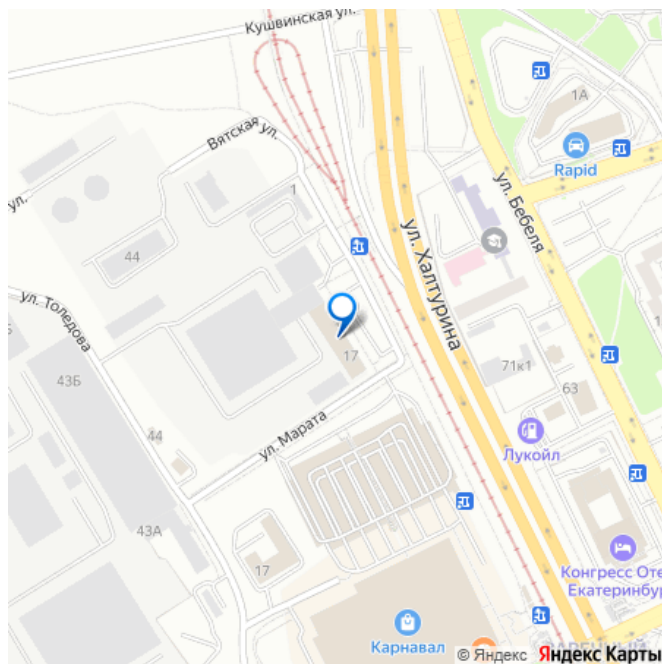 Кушвинская ул.
1А
Rapid
Вятская ул.
ул. Бебеля
ул.
1
44
ул. Халтурина
ул. Толедова
17
71к1
43Б
63
ул. Марата
44
Лукойл
43А
17
Конгресс Оте
Екатеринбур
Карнавал
© Яндекс Яндекс Карты